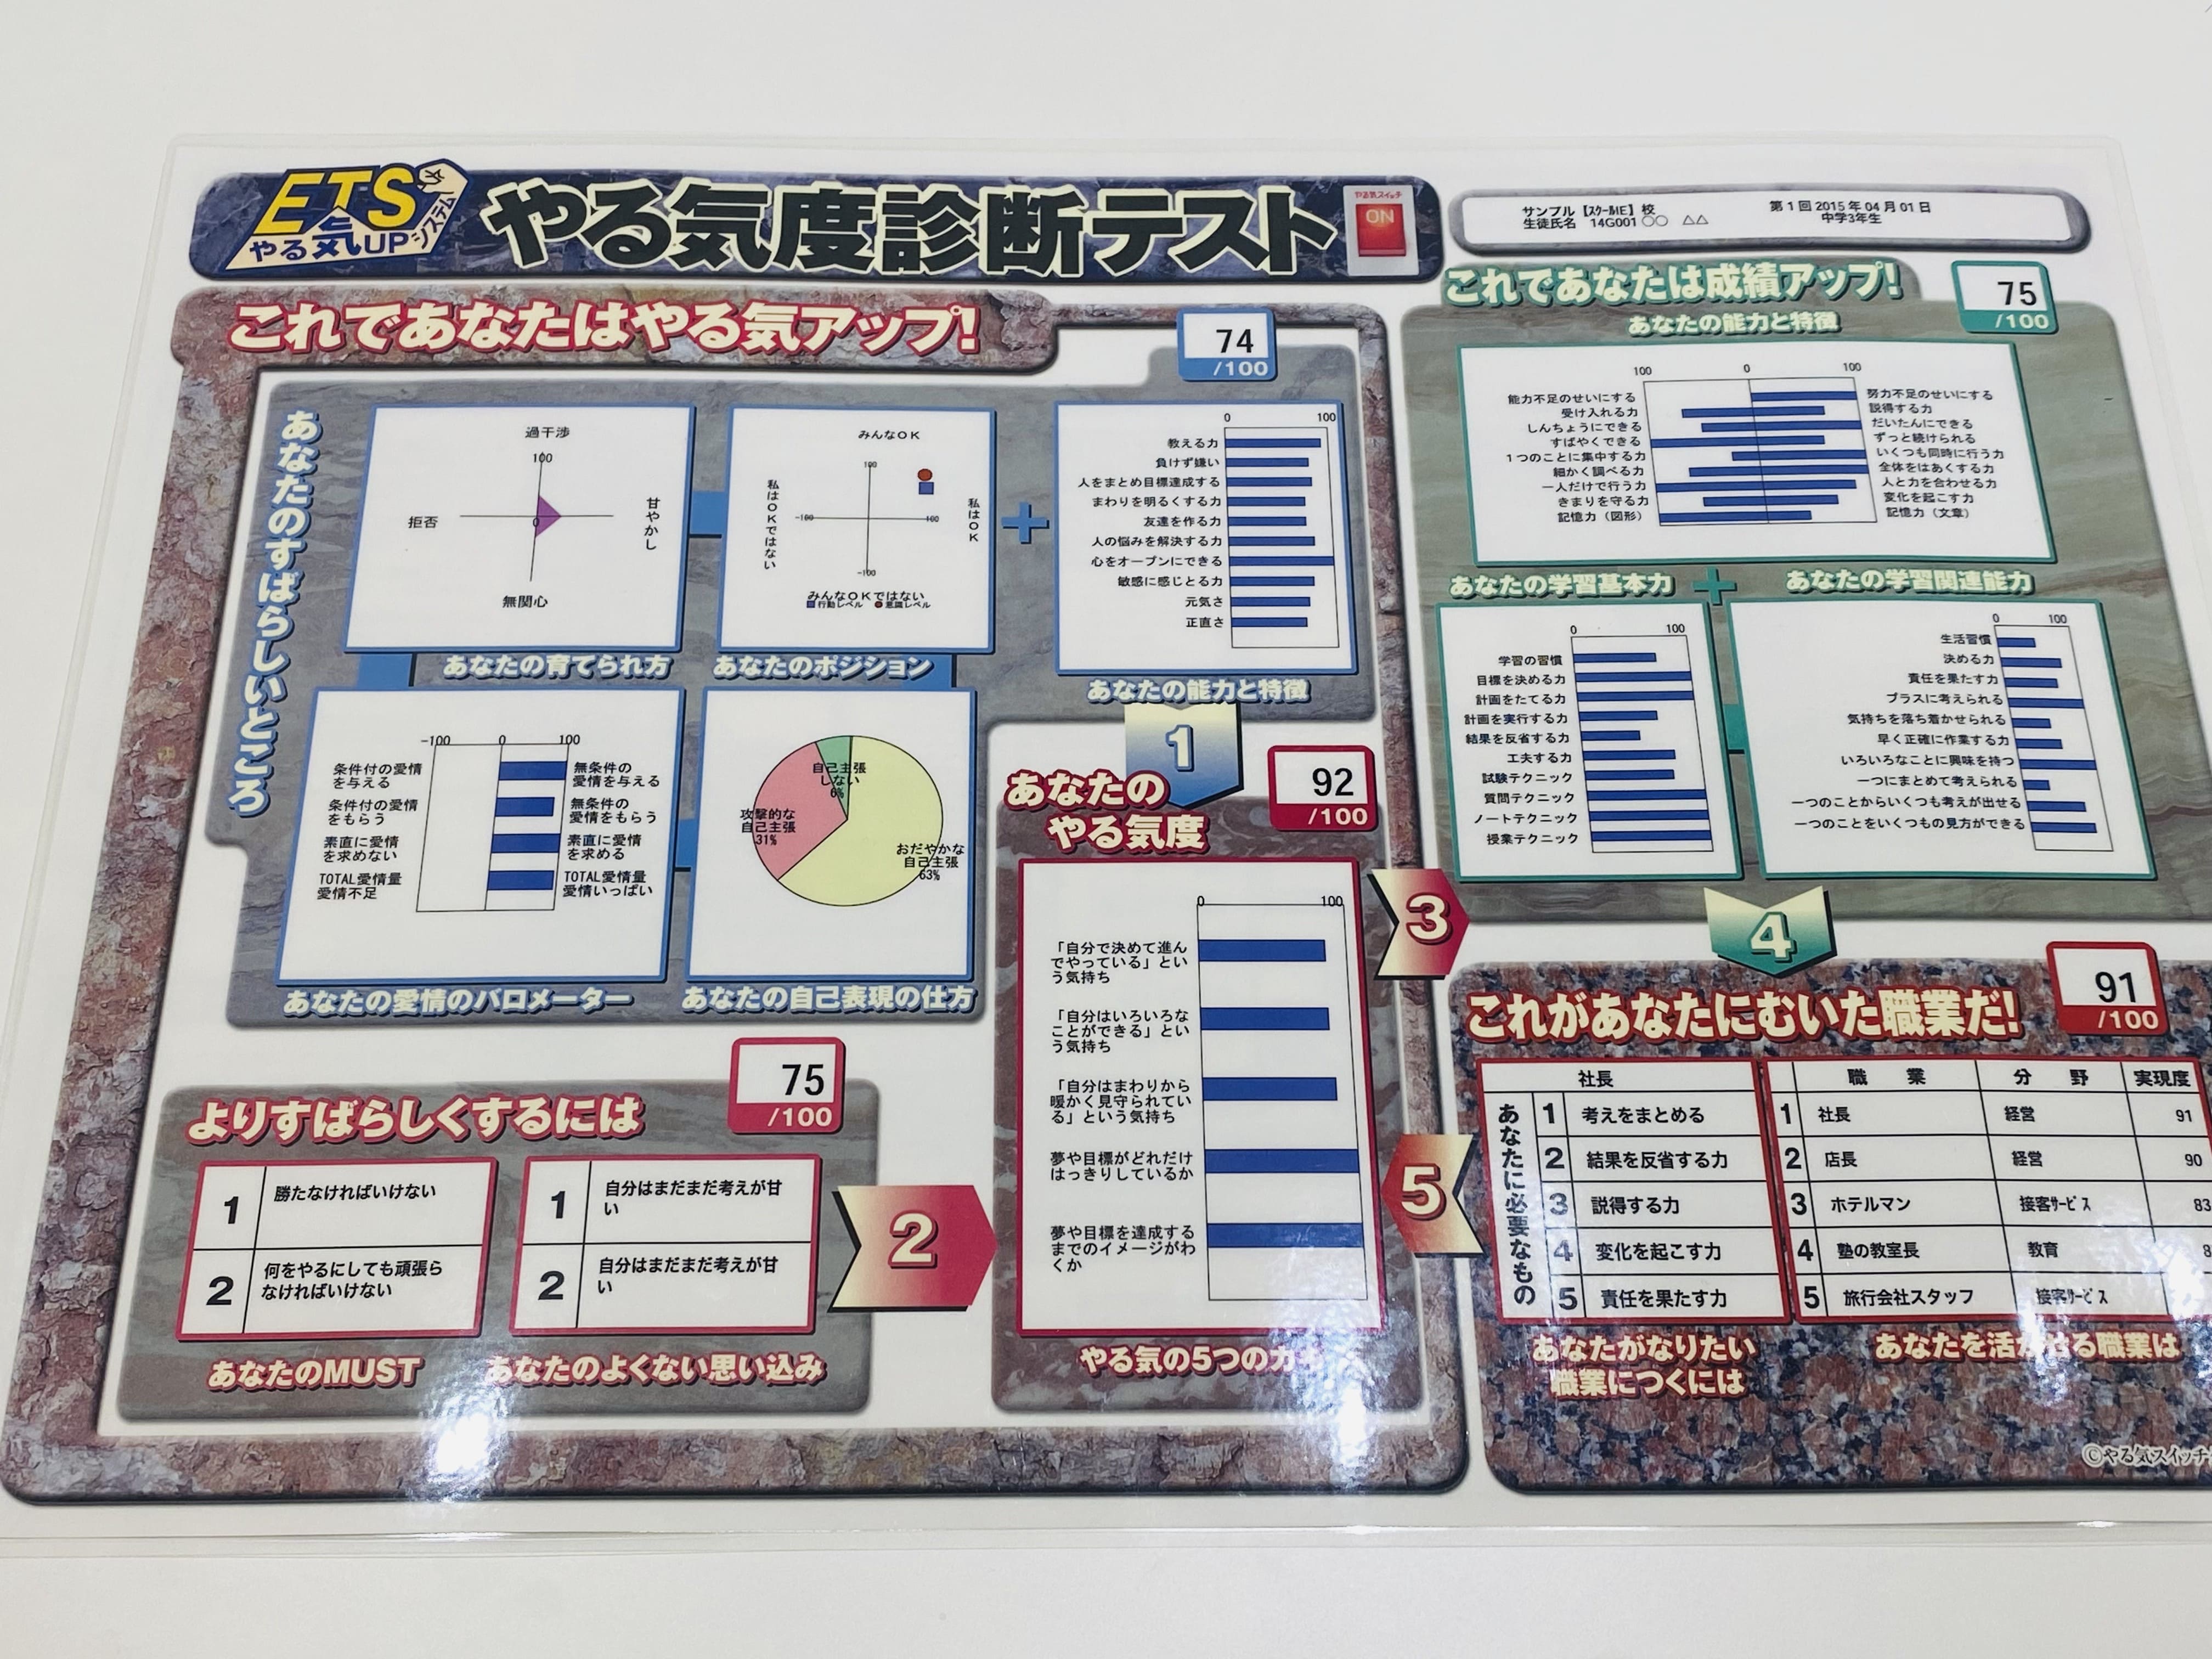 ETS
やる気UPシステム
やる気度診断テスト
やる気スイッチ
ON
サンプル【ｽｸｰﾙIE】校
第１回 2015 年 04 月 01 日
生徒氏名 14G001 ○○ △△
中学3年生
これであなたはやる気アップ!
74
/100
あなたのすばらしいところ
過干渉
100
拒否
0
甘やかし
無関心
あなたの育てられ方
みんなOK
100
私はOKではない
-100
100
私はOK
-100
みんなOKではない
行動レベル 意識レベル
あなたのポジション
0 100
教える力
負けず嫌い
人をまとめ目標達成する
まわりを明るくする力
友達を作る力
人の悩みを解決する力
心をオープンにできる
敏感に感じとる力
元気さ
正直さ
あなたの能力と特徴
1
-100 0 100
条件付の愛情
を与える
無条件の
愛情を与える
条件付の愛情
をもらう
無条件の
愛情をもらう
素直に愛情
を求めない
素直に愛情
を求める
TOTAL愛情量
愛情不足
TOTAL愛情量
愛情いっぱい
あなたの愛情のバロメーター
自己主張
しない
6%
攻撃的な
自己主張
31%
おだやかな
自己主張
63%
あなたの自己表現の仕方
よりすばらしくするには
75
/100
1 勝たなければいけない
2 何をやるにしても頑張ら
なければいけない
あなたのMUST
1 自分はまだまだ考えが甘
い
2 自分はまだまだ考えが甘
い
あなたのよくない思い込み
2
あなたの
やる気度
92
/100
0 100
「自分で決めて進ん
でやっている」とい
う気持ち
「自分はいろいろな
ことができる」とい
う気持ち
「自分はまわりから
暖かく見守られてい
る」という気持ち
夢や目標がどれだけ
はっきりしているか
夢や目標を達成する
までのイメージがわ
くか
やる気の5つのカギ
3
これであなたは成績アップ!
75
/100
あなたの能力と特徴
100 0 100
能力不足のせいにする 努力不足のせいにする
受け入れる力 説得する力
しんちょうにできる だいたんにできる
すばやくできる ずっと続けられる
１つのことに集中する力 いくつも同時に行う力
細かく調べる力 全体をはあくする力
一人だけで行う力 人と力を合わせる力
きまりを守る力 変化を起こす力
記憶力（図形） 記憶力（文章）
あなたの学習基本力
0 100
学習の習慣
目標を決める力
計画をたてる力
計画を実行する力
結果を反省する力
工夫する力
試験テクニック
質問テクニック
ノートテクニック
授業テクニック
あなたの学習関連能力
0 100
生活習慣
決める力
責任を果たす力
プラスに考えられる
気持ちを落ち着かせられる
早く正確に作業する力
いろいろなことに興味を持つ
一つにまとめて考えられる
一つのことからいくつも考えが出せる
一つのことをいくつもの見方ができる
4
5
これがあなたにむいた職業だ!
91
/100
社長
あなたに必要なもの
1 考えをまとめる
2 結果を反省する力
3 説得する力
4 変化を起こす力
5 責任を果たす力
あなたがなりたい
職業につくには
職 業 分 野 実現度
1 社長 経営 91
2 店長 経営 90
3 ホテルマン 接客ｻｰﾋﾞｽ 83
4 塾の教室長 教育 8
5 旅行会社スタッフ 接客ｻｰﾋﾞｽ
あなたを活かせる職業は
©やる気スイッチ